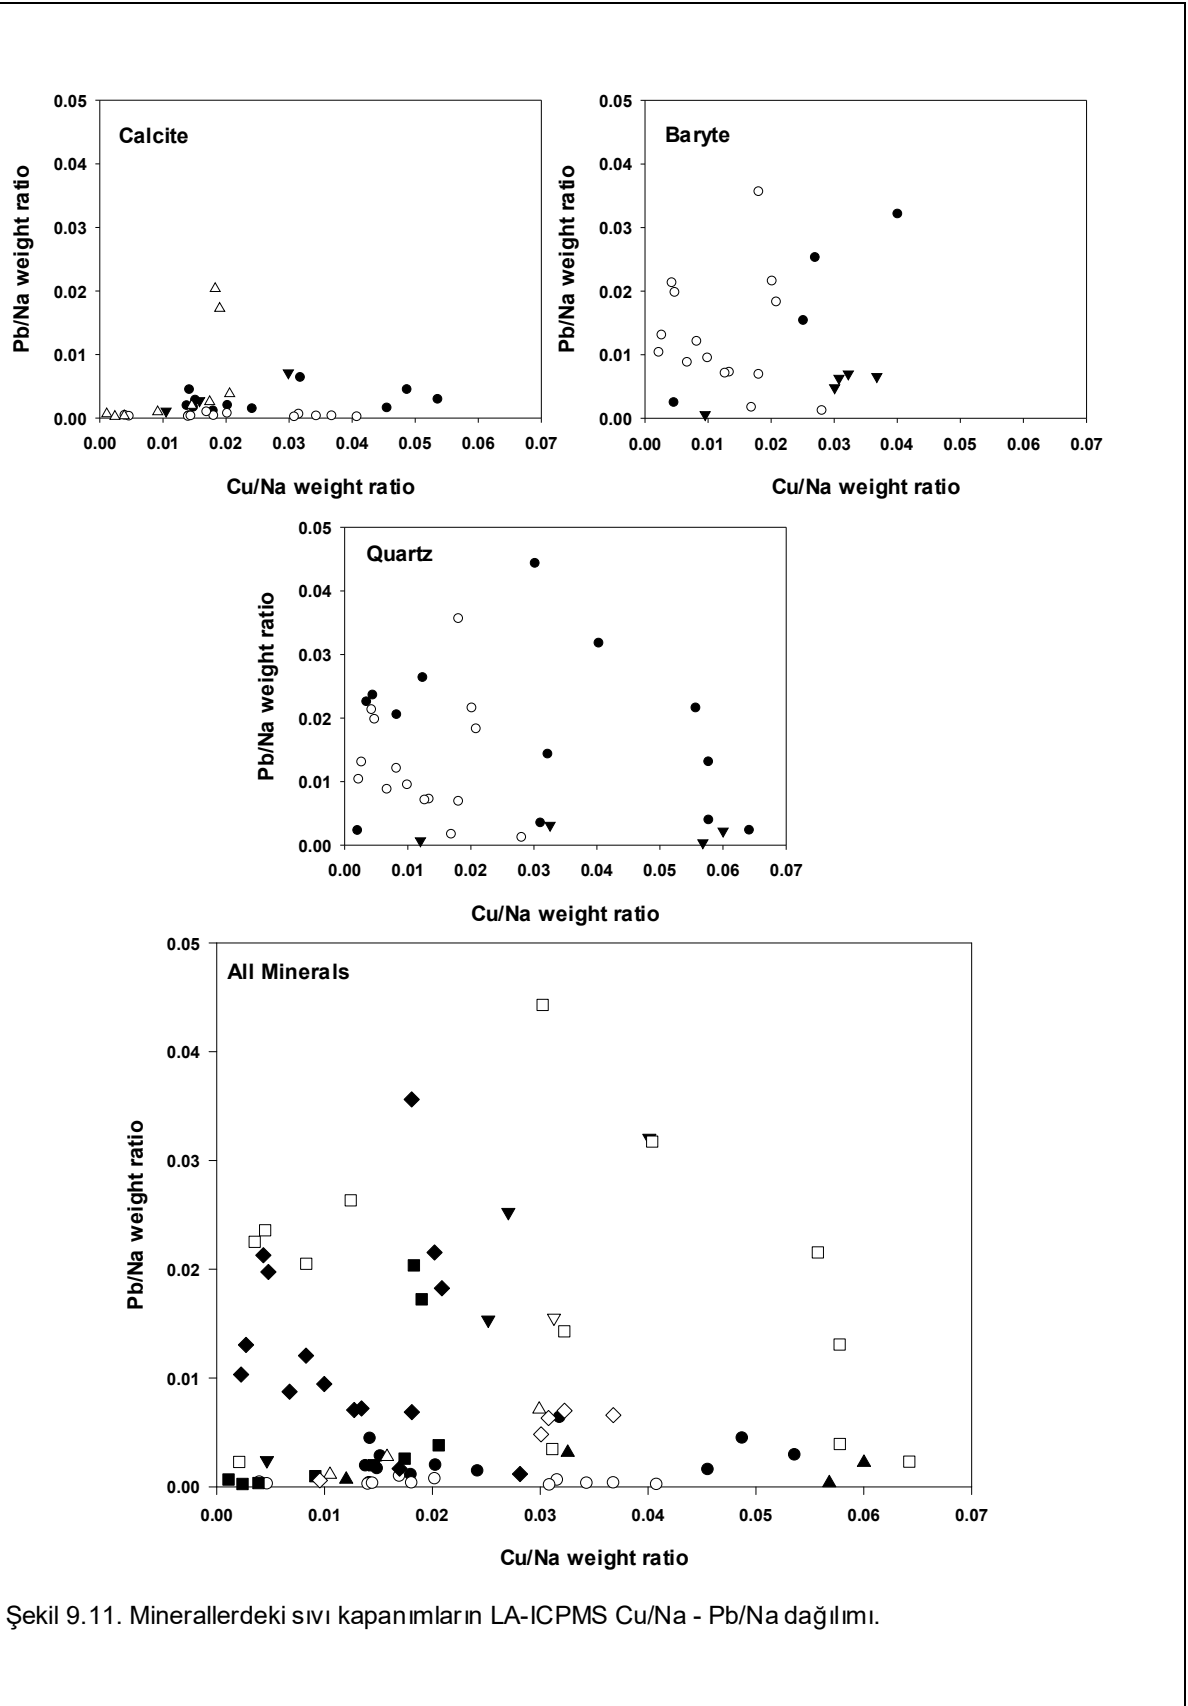 Calcite
Pb/Na weight ratio
0.05
0.04
0.03
0.02
0.01
0.00
0.00 0.01 0.02 0.03 0.04 0.05 0.06 0.07
Cu/Na weight ratio
Baryte
Pb/Na weight ratio
0.05
0.04
0.03
0.02
0.01
0.00
0.00 0.01 0.02 0.03 0.04 0.05 0.06 0.07
Cu/Na weight ratio
Quartz
Pb/Na weight ratio
0.05
0.04
0.03
0.02
0.01
0.00
0.00 0.01 0.02 0.03 0.04 0.05 0.06 0.07
Cu/Na weight ratio
All Minerals
Pb/Na weight ratio
0.05
0.04
0.03
0.02
0.01
0.00
0.00 0.01 0.02 0.03 0.04 0.05 0.06 0.07
Cu/Na weight ratio
Şekil 9.11. Minerallerdeki sıvı kapanımların LA-ICPMS Cu/Na - Pb/Na dağılımı.